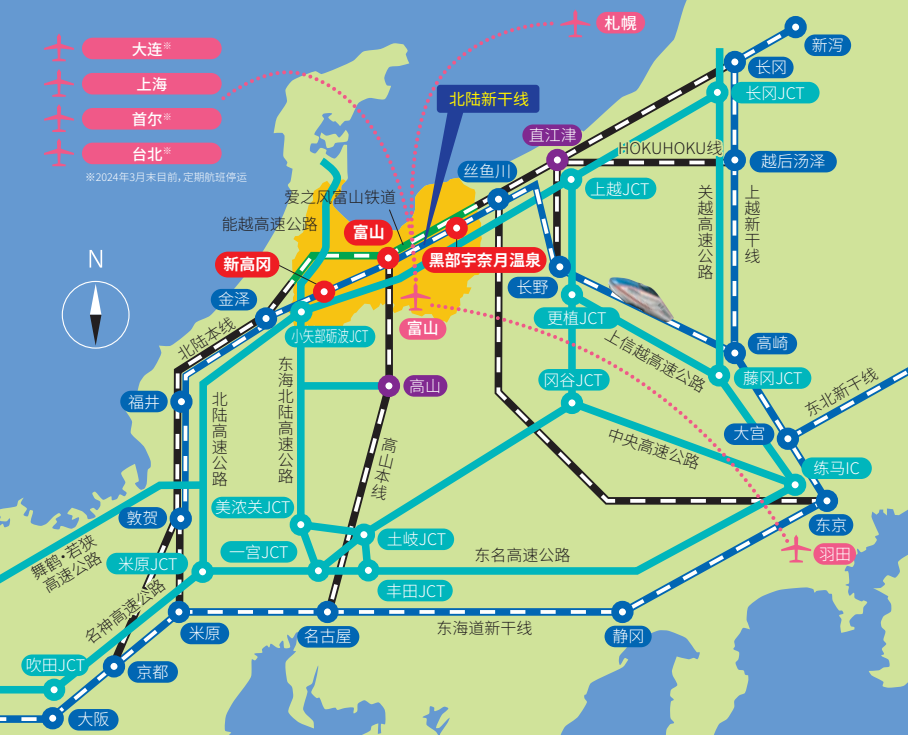 札幌
大连※
上海
首尔※
台北※
※2024年3月末目前，定期航班停运
新泻
长冈
北陆新干线
长冈JCT
直江津
HOKUHOKU线
越后汤泽
丝鱼川
上越JCT
爱之风富山铁道
关越高速公路
上越新干线
能越高速公路
富山
黑部宇奈月温泉
新高冈
N
长野
金泽
富山
更植JCT
北陆本线
小矢部砺波JCT
上信越高速公路
高崎
东海北陆高速公路
冈谷JCT
藤冈JCT
高山
东北新干线
福井
北陆高速公路
大宫
中央高速公路
高山本线
练马IC
美浓关JCT
敦贺
东京
土岐JCT
一宫JCT
东名高速公路
羽田
舞鹤·若狭
高速公路
米原JCT
丰田JCT
名神高速公路
米原
名古屋
东海道新干线
静冈
吹田JCT
京都
大阪